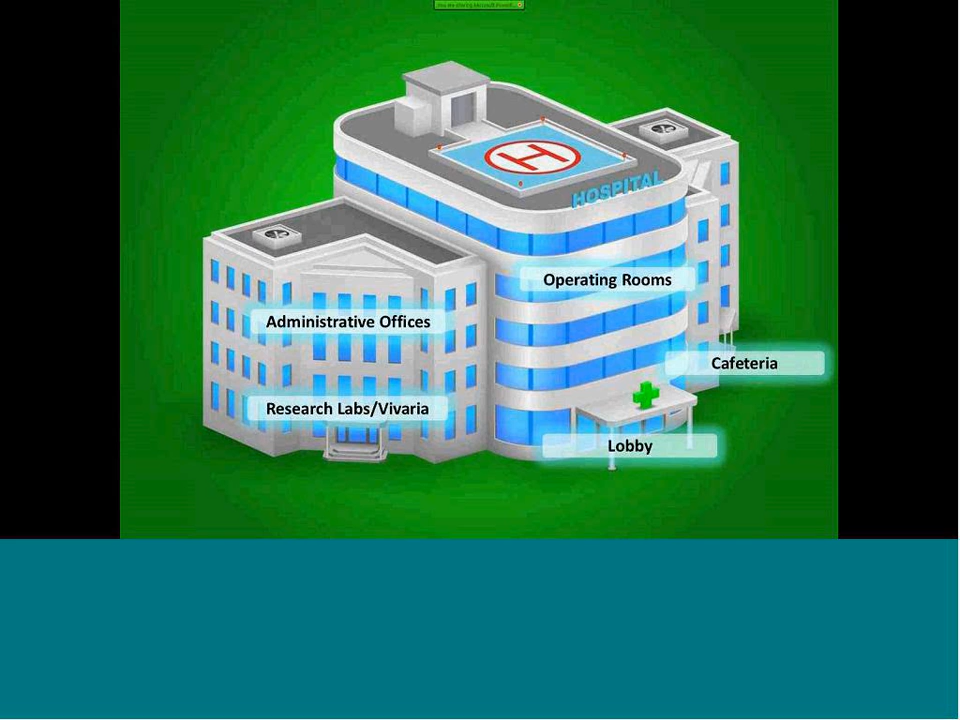 HOSPITAL
Operating Rooms
Administrative Offices
Cafeteria
Research Labs/Vivaria
Lobby